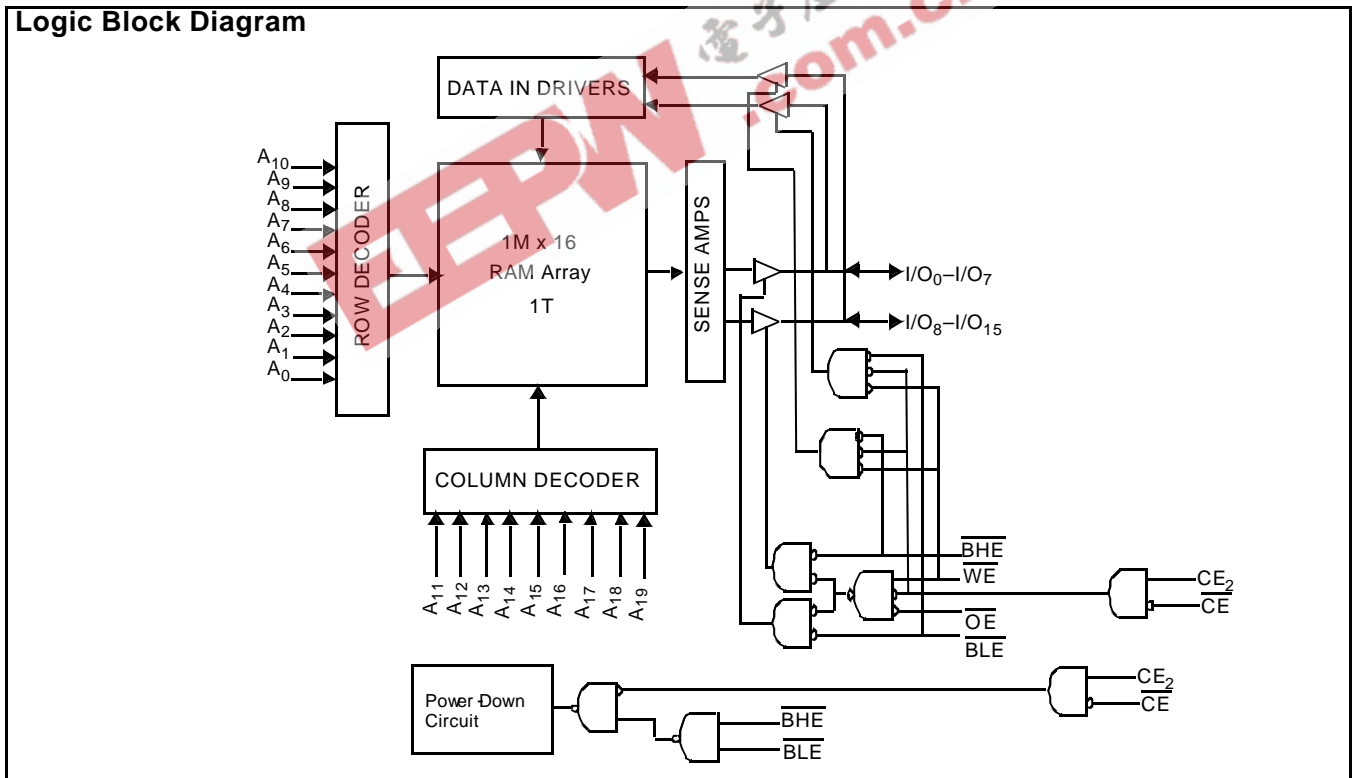 Logic Block Diagram
DATA IN DRIVERS
A10
A9
A8
A7
A6
A5
A4
A3
A2
A1
A0
ROW DECODER
1M x 16
RAM Array
1T
SENSE AMPS
I/O0–I/O7
I/O8–I/O15
COLUMN DECODER
A11
A12
A13
A14
A15
A16
A17
A18
A19
BHE
WE
OE
BLE
CE2
CE
Power-Down
Circuit
BHE
BLE
CE2
CE
EEPW
.com.c